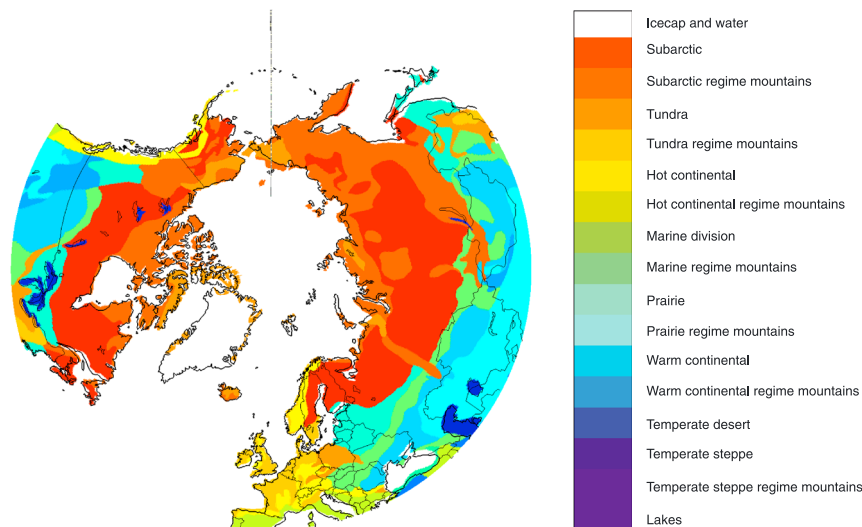 Icecap and water
Subarctic
Subarctic regime mountains
Tundra
Tundra regime mountains
Hot continental
Hot continental regime mountains
Marine division
Marine regime mountains
Prairie
Prairie regime mountains
Warm continental
Warm continental regime mountains
Temperate desert
Temperate steppe
Temperate steppe regime mountains
Lakes